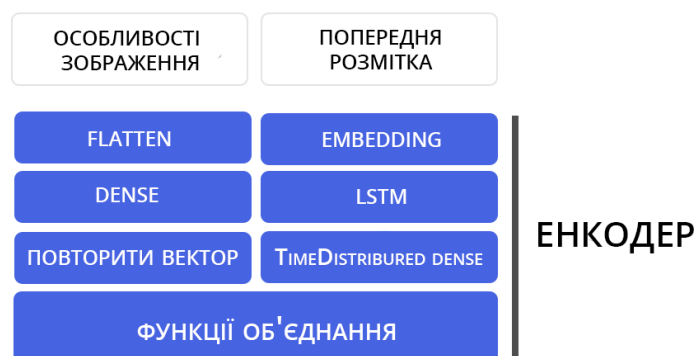 ОСОБЛИВОСТІ
ЗОБРАЖЕННЯ
ПОПЕРЕДНЯ
РОЗМІТКА
FLATTEN
EMBEDDING
DENSE
LSTM
ПОВТОРИТИ ВЕКТОР
TimeDistribured dense
ФУНКЦІЇ ОБ'ЄДНАННЯ
ЕНКОДЕР